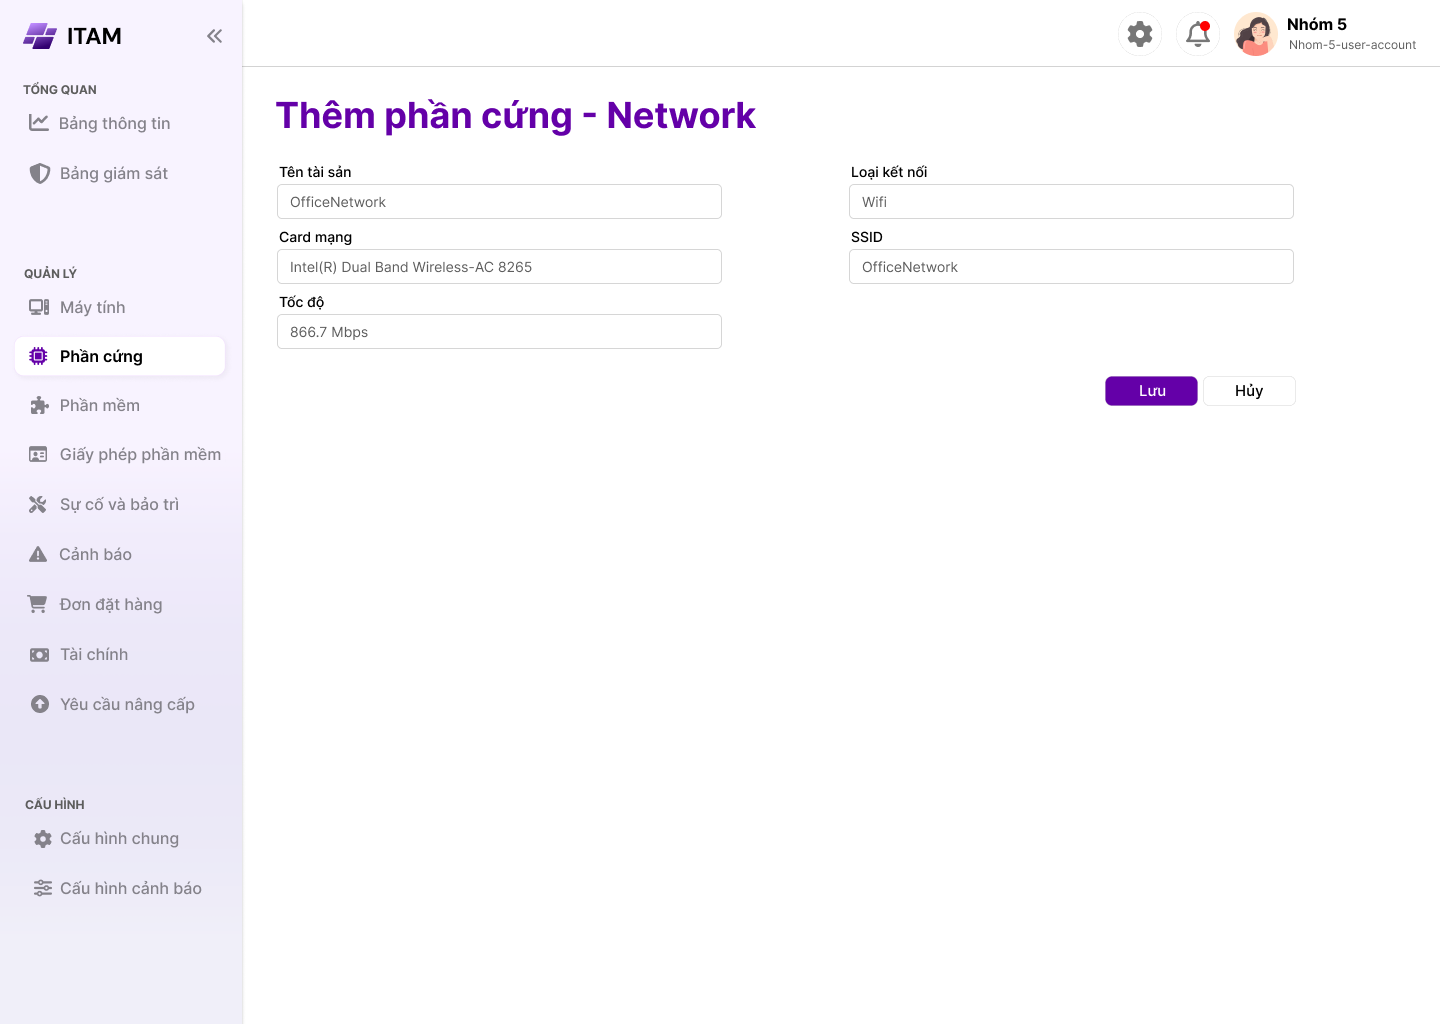 ITAM
TỔNG QUAN
Bảng thông tin
Bảng giám sát
QUẢN LÝ
Máy tính
Phần cứng
Phần mềm
Giấy phép phần mềm
Sự cố và bảo trì
Cảnh báo
Đơn đặt hàng
Tài chính
Yêu cầu nâng cấp
CẤU HÌNH
Cấu hình chung
Cấu hình cảnh báo
Nhóm 5
Nhom-5-user-account
Thêm phần cứng - Network
Tên tài sản
OfficeNetwork
Loại kết nối
Wifi
Card mạng
Intel(R) Dual Band Wireless-AC 8265
SSID
OfficeNetwork
Tốc độ
866.7 Mbps
Lưu
Hủy